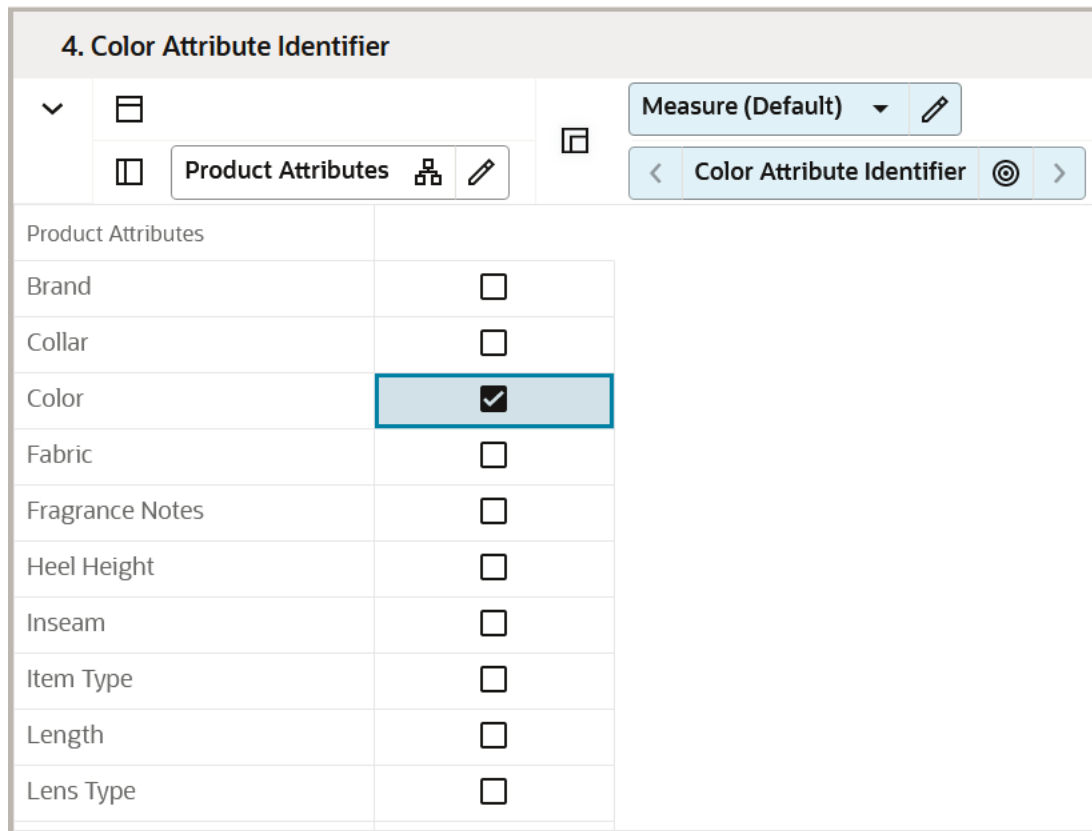 4. Color Attribute Identifier
Measure (Default)
Product Attributes
Color Attribute Identifier
Product Attributes
Brand
Collar
Color
Fabric
Fragrance Notes
Heel Height
Inseam
Item Type
Length
Lens Type